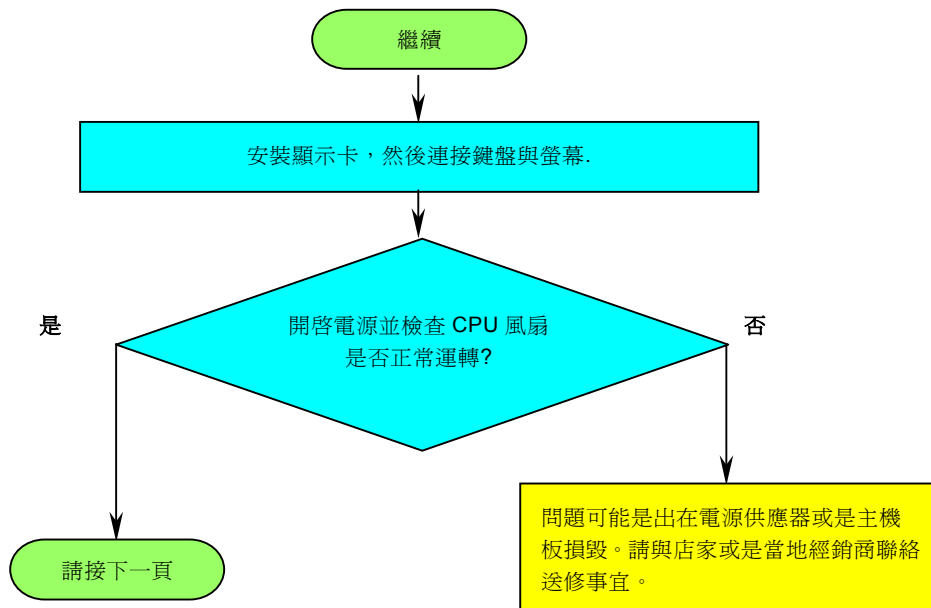 繼續
安裝顯示卡，然後連接鍵盤與螢幕.
是
開啓電源並檢查 CPU 風扇
是否正常運轉?
否
問題可能是出在電源供應器或是主機
板損毀。請與店家或是當地經銷商聯絡
送修事宜。
請接下一頁